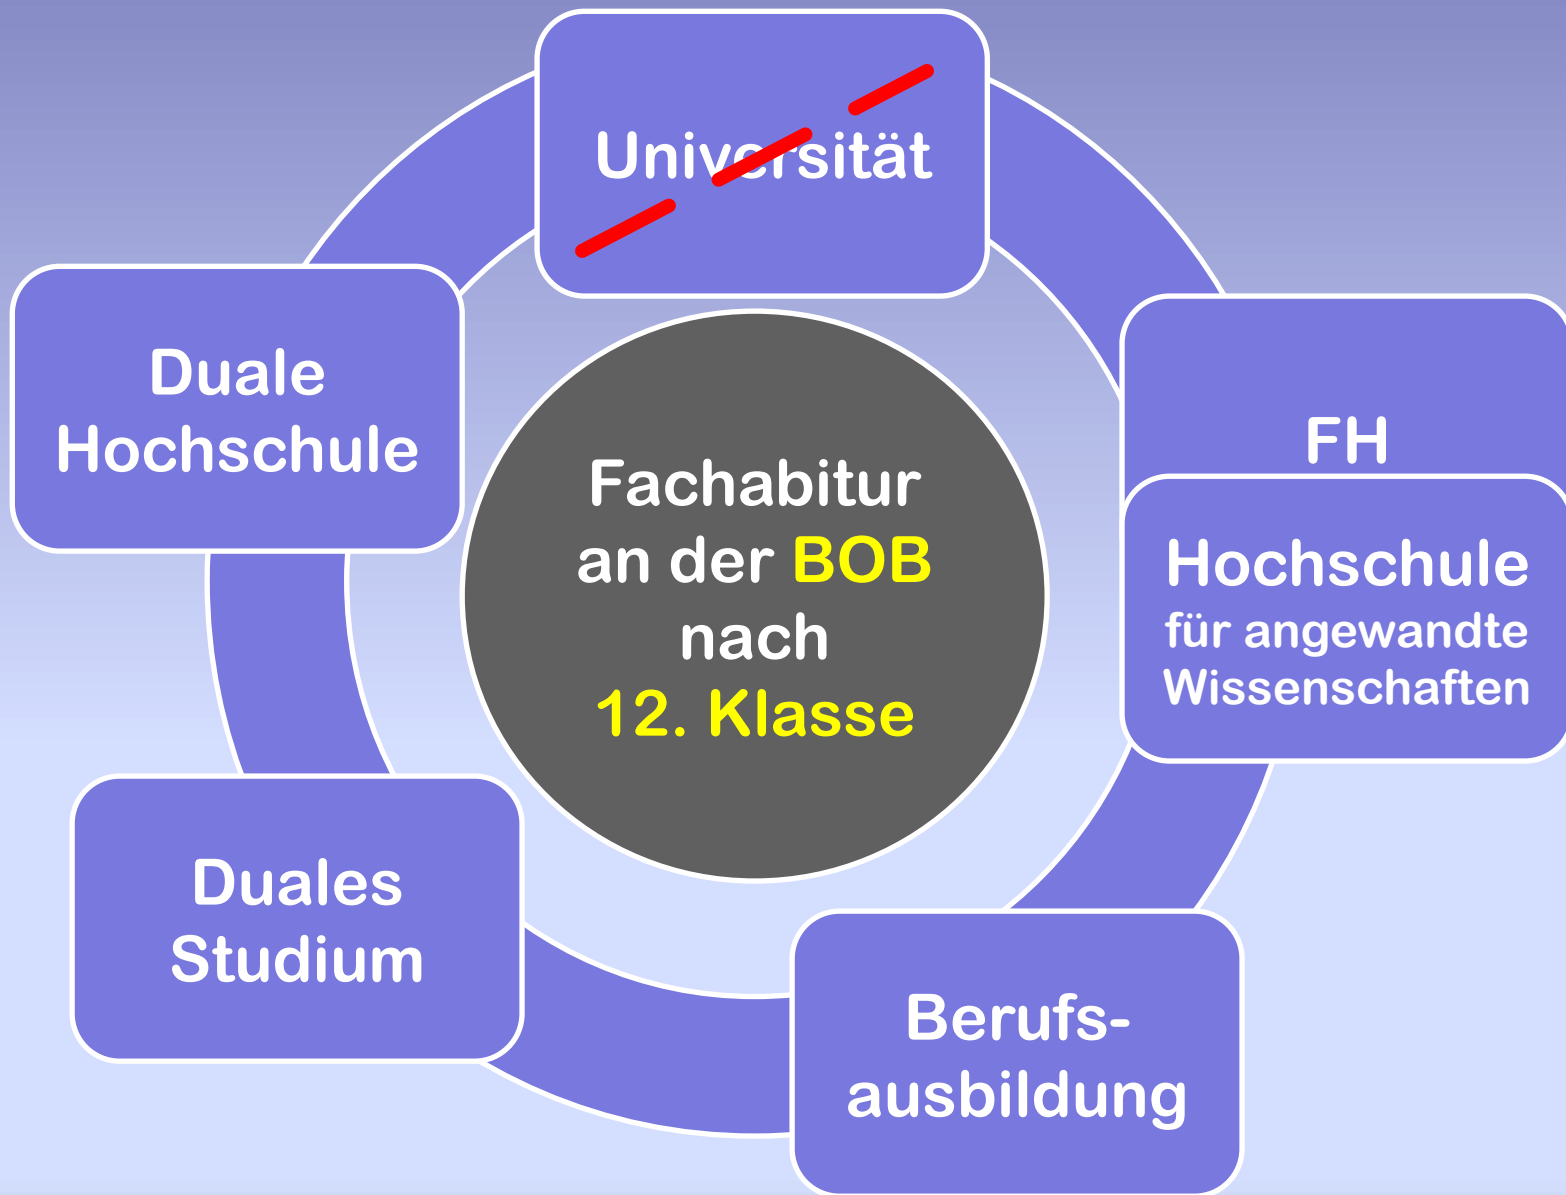 Universität
Duale
Hochschule
FH
Hochschule
für angewandte
Wissenschaften
Fachabitur
an der BOB
nach
12. Klasse
Duales
Studium
Berufs-
ausbildung